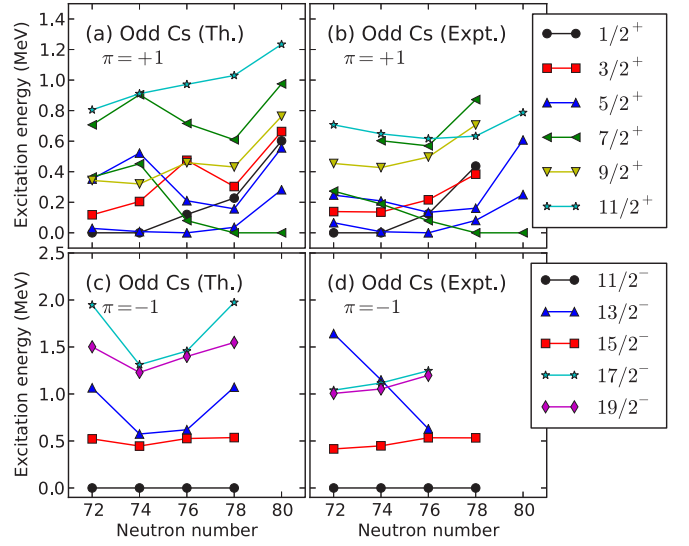 (a) Odd Cs (Th.)
π = +1
Excitation energy (MeV)
1.4
1.2
1.0
0.8
0.6
0.4
0.2
0.0
(b) Odd Cs (Expt.)
π = +1
1/2⁺
3/2⁺
5/2⁺
7/2⁺
9/2⁺
11/2⁺
(c) Odd Cs (Th.)
π = −1
Excitation energy (MeV)
2.5
2.0
1.5
1.0
0.5
0.0
72 74 76 78 80
Neutron number
(d) Odd Cs (Expt.)
π = −1
72 74 76 78 80
Neutron number
11/2⁻
13/2⁻
15/2⁻
17/2⁻
19/2⁻